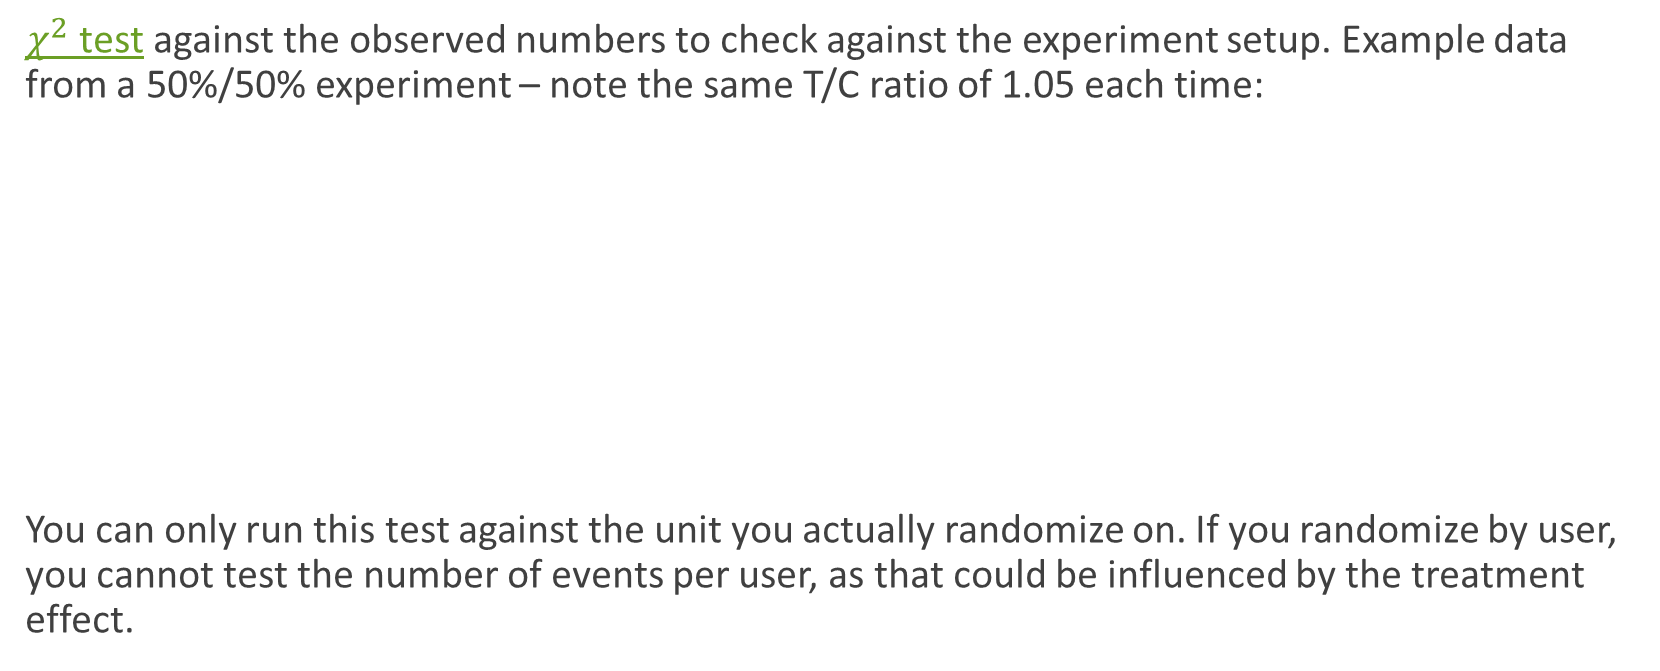 χ² test against the observed numbers to check against the experiment setup. Example data
from a 50%/50% experiment – note the same T/C ratio of 1.05 each time:
You can only run this test against the unit you actually randomize on. If you randomize by user,
you cannot test the number of events per user, as that could be influenced by the treatment
effect.